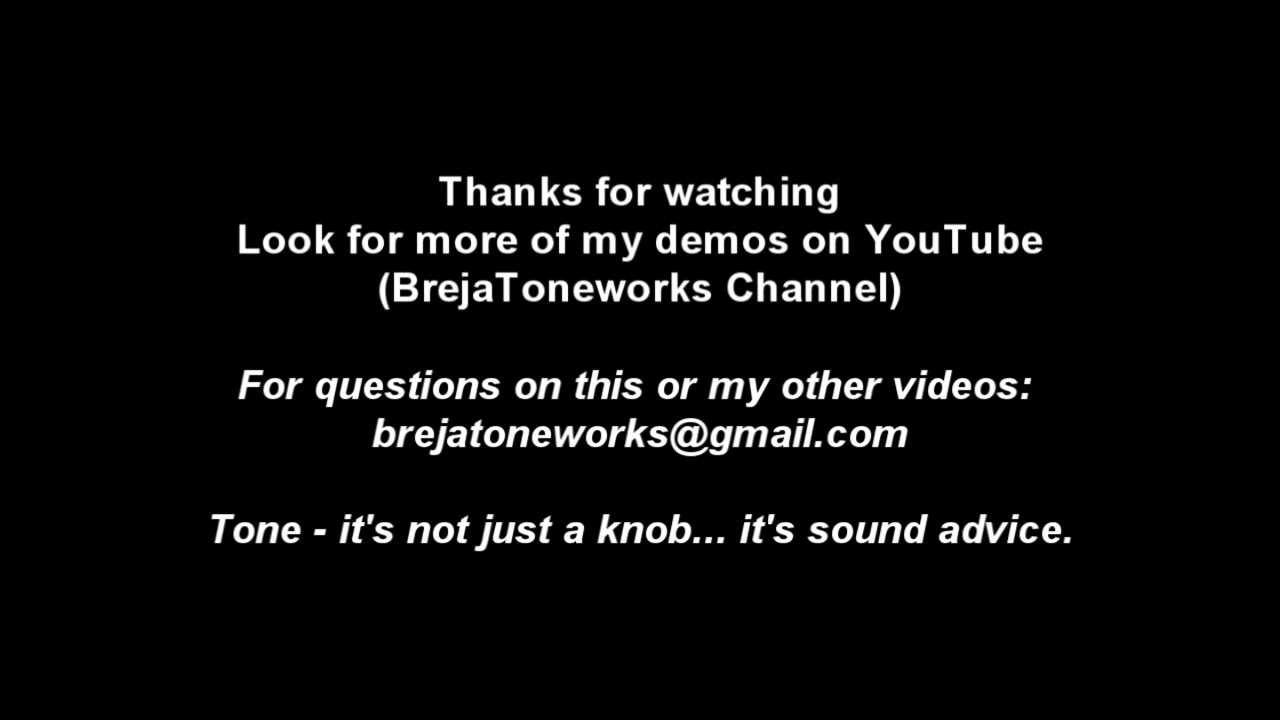 Thanks for watching
Look for more of my demos on YouTube
(BrejaToneworks Channel)
For questions on this or my other videos:
brejatoneworks@gmail.com
Tone - it's not just a knob... it's sound advice.